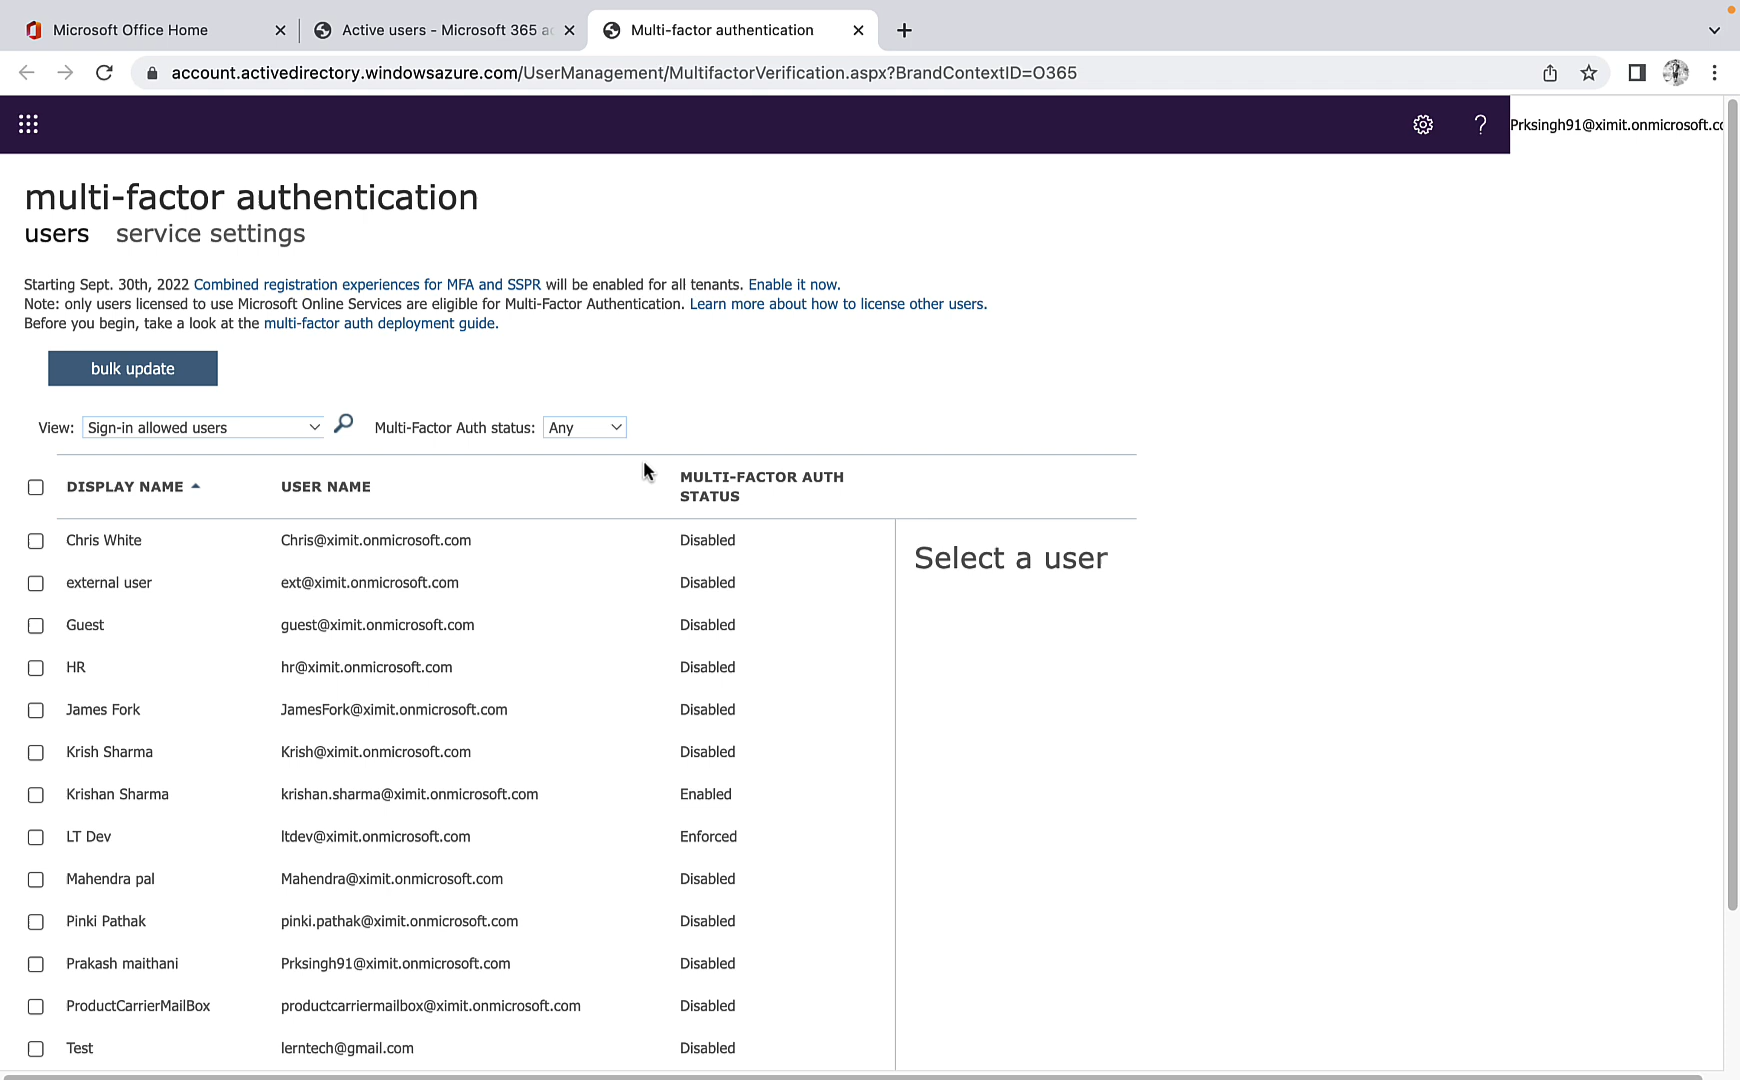 Microsoft Office Home
Active users - Microsoft 365 a
Multi-factor authentication
account.activedirectory.windowsazure.com/UserManagement/MultifactorVerification.aspx?BrandContextID=O365
Prksingh91@ximit.onmicrosoft.co
multi-factor authentication
users service settings
Starting Sept. 30th, 2022 Combined registration experiences for MFA and SSPR will be enabled for all tenants. Enable it now.
Note: only users licensed to use Microsoft Online Services are eligible for Multi-Factor Authentication. Learn more about how to license other users.
Before you begin, take a look at the multi-factor auth deployment guide.
bulk update
View: Sign-in allowed users Multi-Factor Auth status: Any
DISPLAY NAME USER NAME MULTI-FACTOR AUTH
STATUS
Chris White Chris@ximit.onmicrosoft.com Disabled
Select a user
external user ext@ximit.onmicrosoft.com Disabled
Guest guest@ximit.onmicrosoft.com Disabled
HR hr@ximit.onmicrosoft.com Disabled
James Fork JamesFork@ximit.onmicrosoft.com Disabled
Krish Sharma Krish@ximit.onmicrosoft.com Disabled
Krishan Sharma krishan.sharma@ximit.onmicrosoft.com Enabled
LT Dev ltdev@ximit.onmicrosoft.com Enforced
Mahendra pal Mahendra@ximit.onmicrosoft.com Disabled
Pinki Pathak pinki.pathak@ximit.onmicrosoft.com Disabled
Prakash maithani Prksingh91@ximit.onmicrosoft.com Disabled
ProductCarrierMailBox productcarriermailbox@ximit.onmicrosoft.com Disabled
Test lerntech@gmail.com Disabled